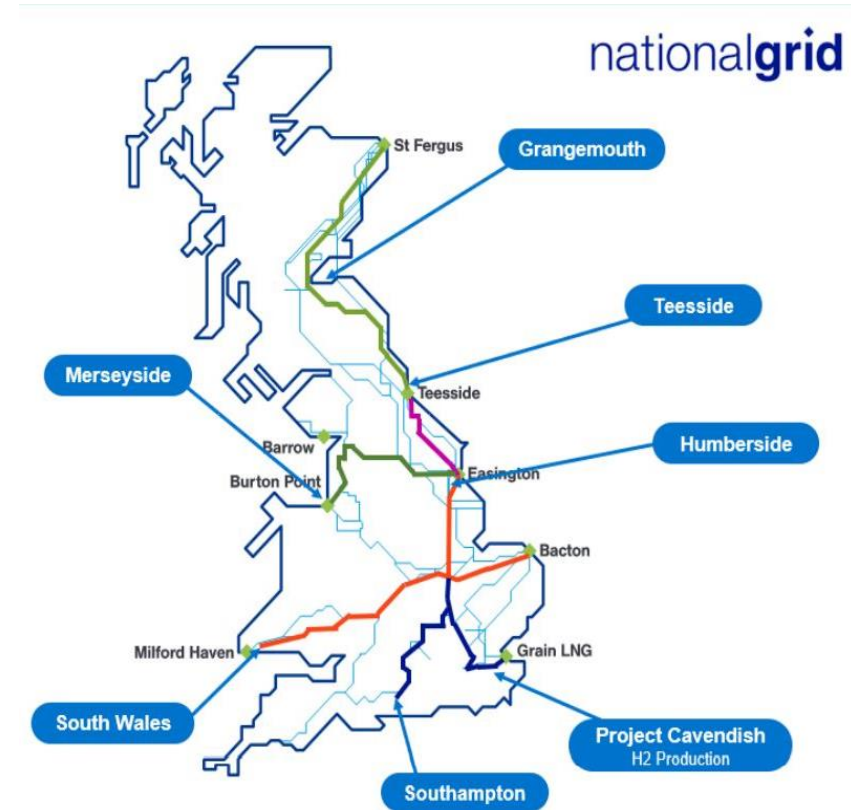 nationalgrid
St Fergus
Grangemouth
Teesside
Merseyside
Teesside
Barrow
Humberside
Burton Point
Easington
Bacton
Milford Haven
Grain LNG
South Wales
Project Cavendish
H2 Production
Southampton